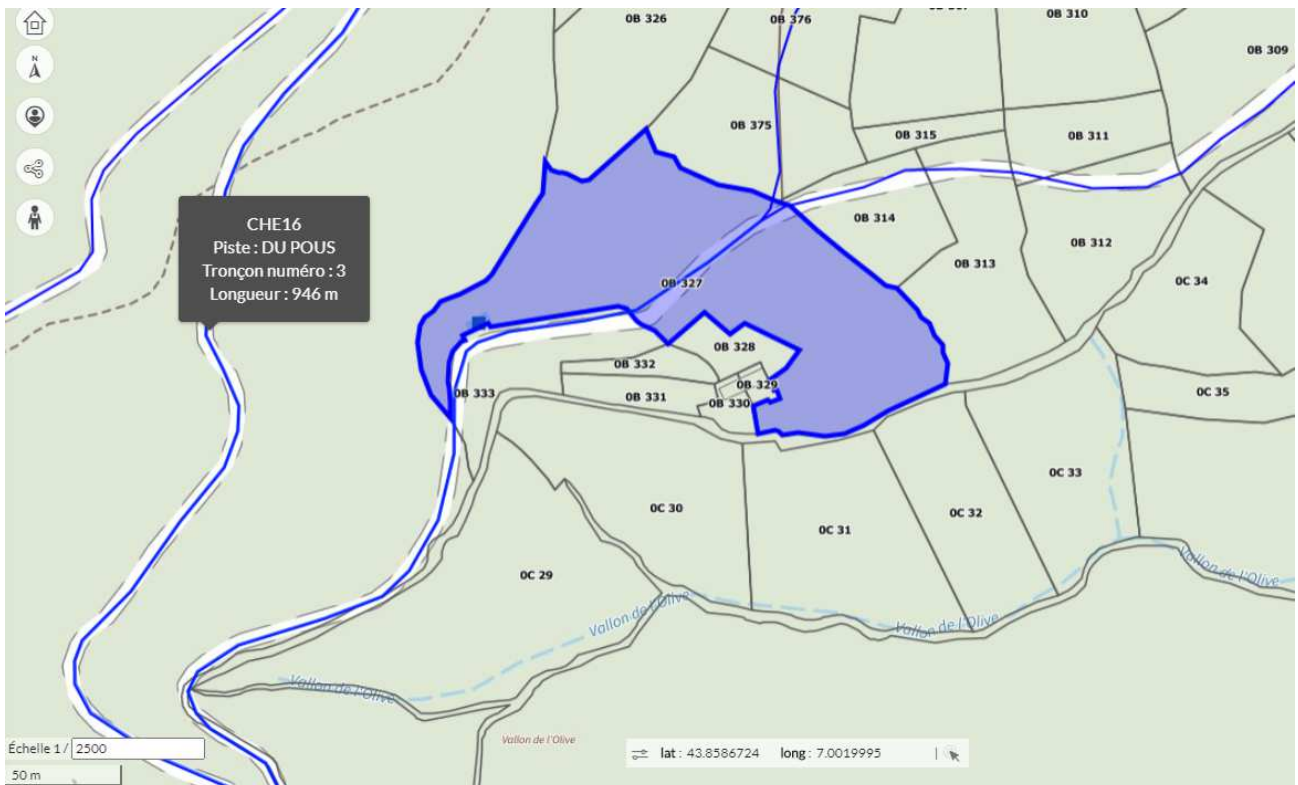 0B 326
0B 376
0B 310
0B 309
N
0B 375
0B 315
0B 311
CHE16
Piste : DU POUS
Tronçon numéro : 3
Longueur : 946 m
0B 314
0B 312
0B 313
0C 34
0B 327
0B 328
0B 332
0B 329
0B 333
0B 331
0B 330
0C 35
0C 33
0C 30
0C 31
0C 32
0C 29
Vallon de l'Olive
Vallon de l'Olive
Vallon de l'Olive
Vallon de l'Olive
Vallon de l'Olive
Échelle 1 / 2500
lat : 43.8586724 long : 7.0019995
50 m